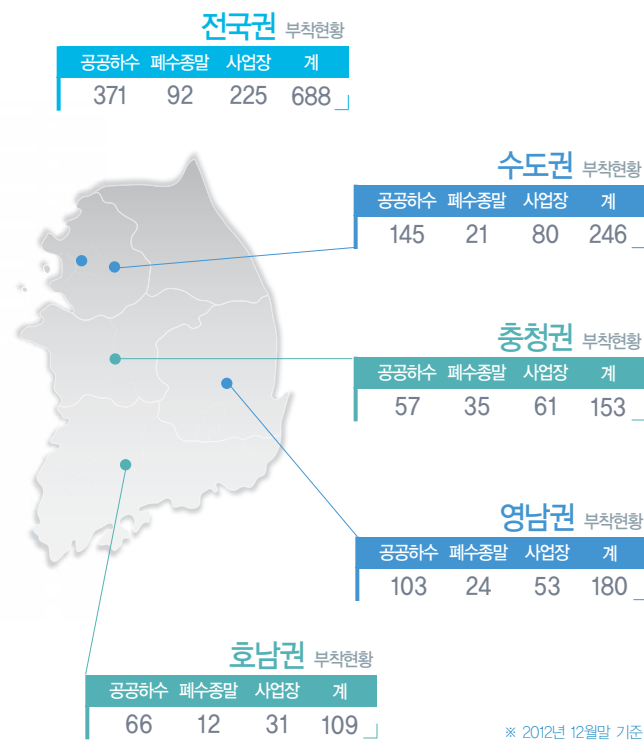 전국권 부착현황
공공하수 폐수종말 사업장 계
371 92 225 688
수도권 부착현황
공공하수 폐수종말 사업장 계
145 21 80 246
충청권 부착현황
공공하수 폐수종말 사업장 계
57 35 61 153
영남권 부착현황
공공하수 폐수종말 사업장 계
103 24 53 180
호남권 부착현황
공공하수 폐수종말 사업장 계
66 12 31 109
※ 2012년 12월말 기준